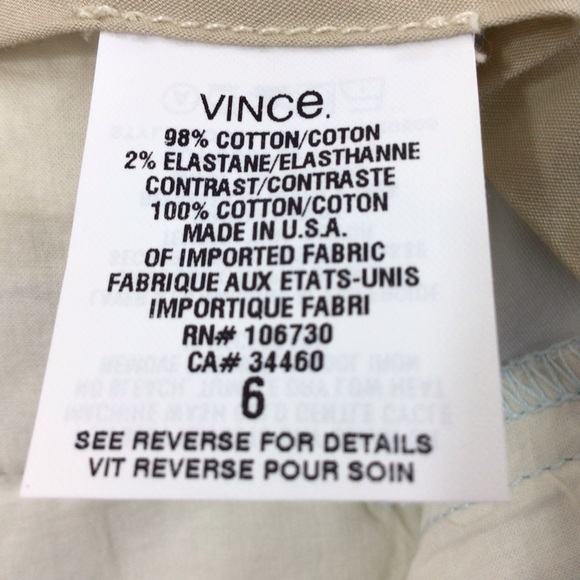 VINCe.
98% COTTON/COTON
2% ELASTANE/ELASTHANNE
CONTRAST/CONTRASTE
100% COTTON/COTON
MADE IN U.S.A.
OF IMPORTED FABRIC
FABRIQUE AUX ETATS-UNIS
IMPORTIQUE FABRI
RN# 106730
CA# 34460
6
SEE REVERSE FOR DETAILS
VIT REVERSE POUR SOIN